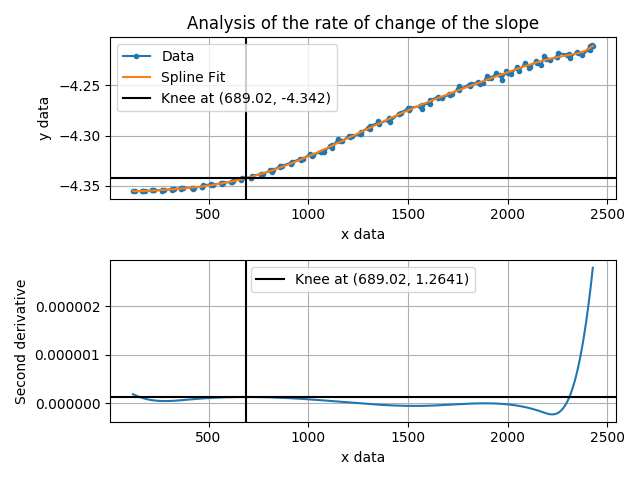 Analysis of the rate of change of the slope
Data
Spline Fit
Knee at (689.02, -4.342)
y data
−4.25
−4.30
−4.35
500 1000 1500 2000 2500
x data
Knee at (689.02, 1.2641)
Second derivative
0.000002
0.000001
0.000000
500 1000 1500 2000 2500
x data